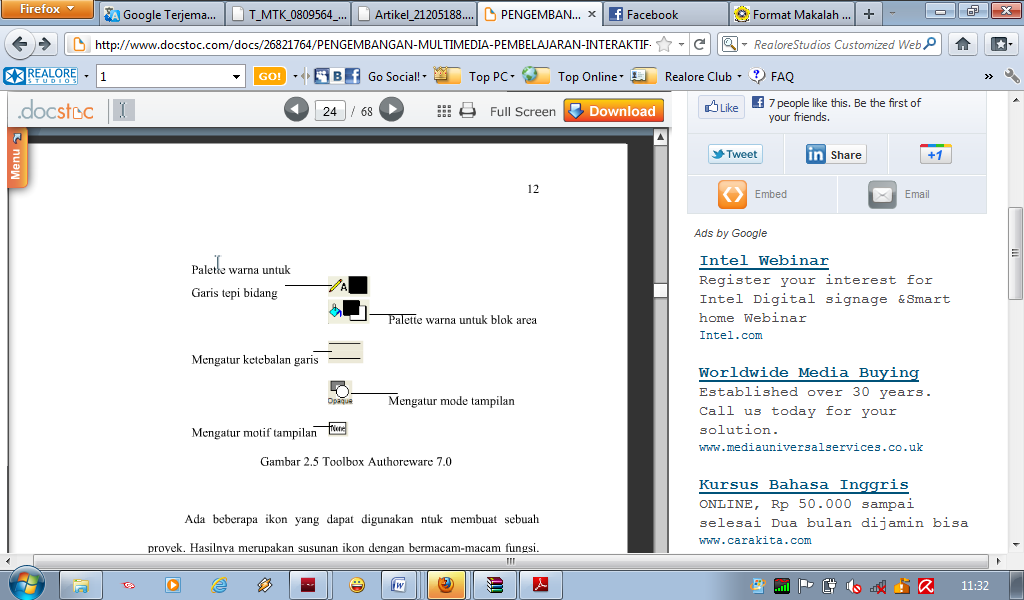 Firefox
Google Terjema...
T_MTK_0809564_...
Artikel_21205188....
PENGEMBAN...
Facebook
Format Makalah ...
http://www.docstoc.com/docs/26821764/PENGEMBANGAN-MULTIMEDIA-PEMBELAJARAN-INTERAKTIF-
RealoreStudios Customized Web
REALORE
STUDIOS
1
GO!
Go Social!
Top PC
Top Online
Realore Club
FAQ
.docstoc
24 / 68
Full Screen
Download
Menu
12
Palette warna untuk
Garis tepi bidang
A
Palette warna untuk blok area
Mengatur ketebalan garis
Opaque
Mengatur mode tampilan
Mengatur motif tampilan
None
Gambar 2.5 Toolbox Authoreware 7.0
Ada beberapa ikon yang dapat digunakan ntuk membuat sebuah
proyek. Hasilnya merupakan susunan ikon dengan bermacam-macam fungsi.
Like
7 people like this. Be the first of
your friends.
Tweet
Share
+1
Embed
Email
Ads by Google
Intel Webinar
Register your interest for
Intel Digital signage &Smart
home Webinar
Intel.com
Worldwide Media Buying
Established over 30 years.
Call us today for your
solution.
www.mediauniversalservices.co.uk
Kursus Bahasa Inggris
ONLINE, Rp 50.000 sampai
selesai Dua bulan dijamin bisa
www.carakita.com
11:32